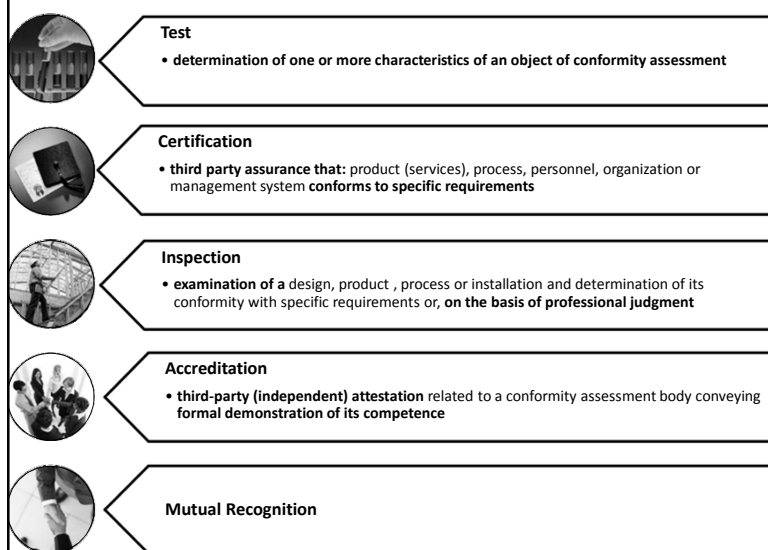 Test
• determination of one or more characteristics of an object of conformity assessment
Certification
• third party assurance that: product (services), process, personnel, organization or
management system conforms to specific requirements
Inspection
• examination of a design, product , process or installation and determination of its
conformity with specific requirements or, on the basis of professional judgment
Accreditation
• third-party (independent) attestation related to a conformity assessment body conveying
formal demonstration of its competence
Mutual Recognition